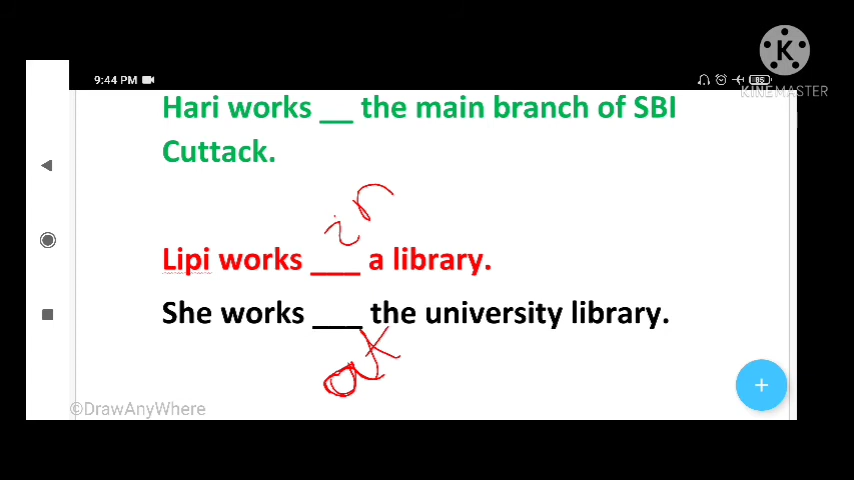 9:44 PM
85
KINEMASTER
Hari works __ the main branch of SBI
Cuttack.
in
Lipi works ___ a library.
She works ___ the university library.
at
©DrawAnyWhere